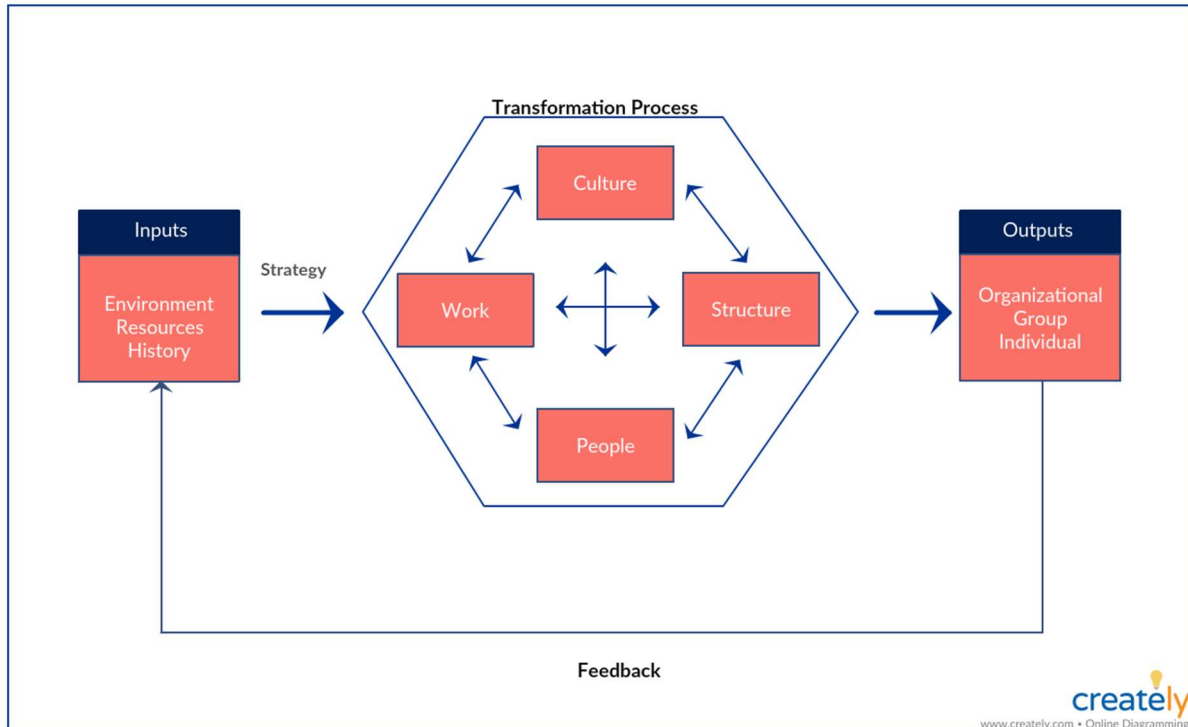 Transformation Process
Culture
Inputs
Environment
Resources
History
Strategy
Work
Structure
People
Outputs
Organizational
Group
Individual
Feedback
creately
www.creately.com • Online Diagramming